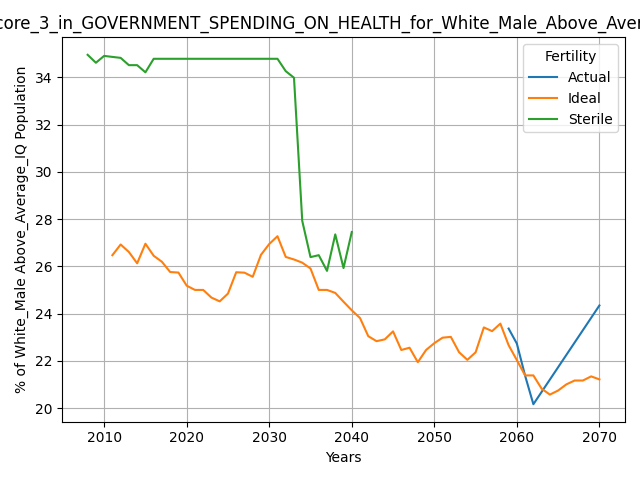 core_3_in_GOVERNMENT_SPENDING_ON_HEALTH_for_White_Male_Above_Aver
% of White_Male Above_Average_IQ Population
34
32
30
28
26
24
22
20
Fertility
Actual
Ideal
Sterile
2010 2020 2030 2040 2050 2060 2070
Years